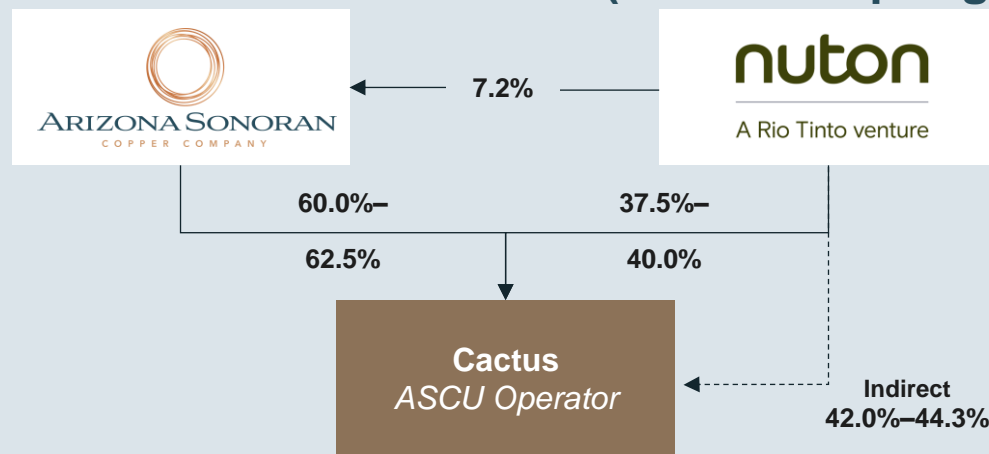 ARIZONA SONORAN
COPPER COMPANY
7.2%
nuton
A Rio Tinto venture
60.0%–
62.5%
37.5%–
40.0%
Cactus
ASCU Operator
Indirect
42.0%–44.3%